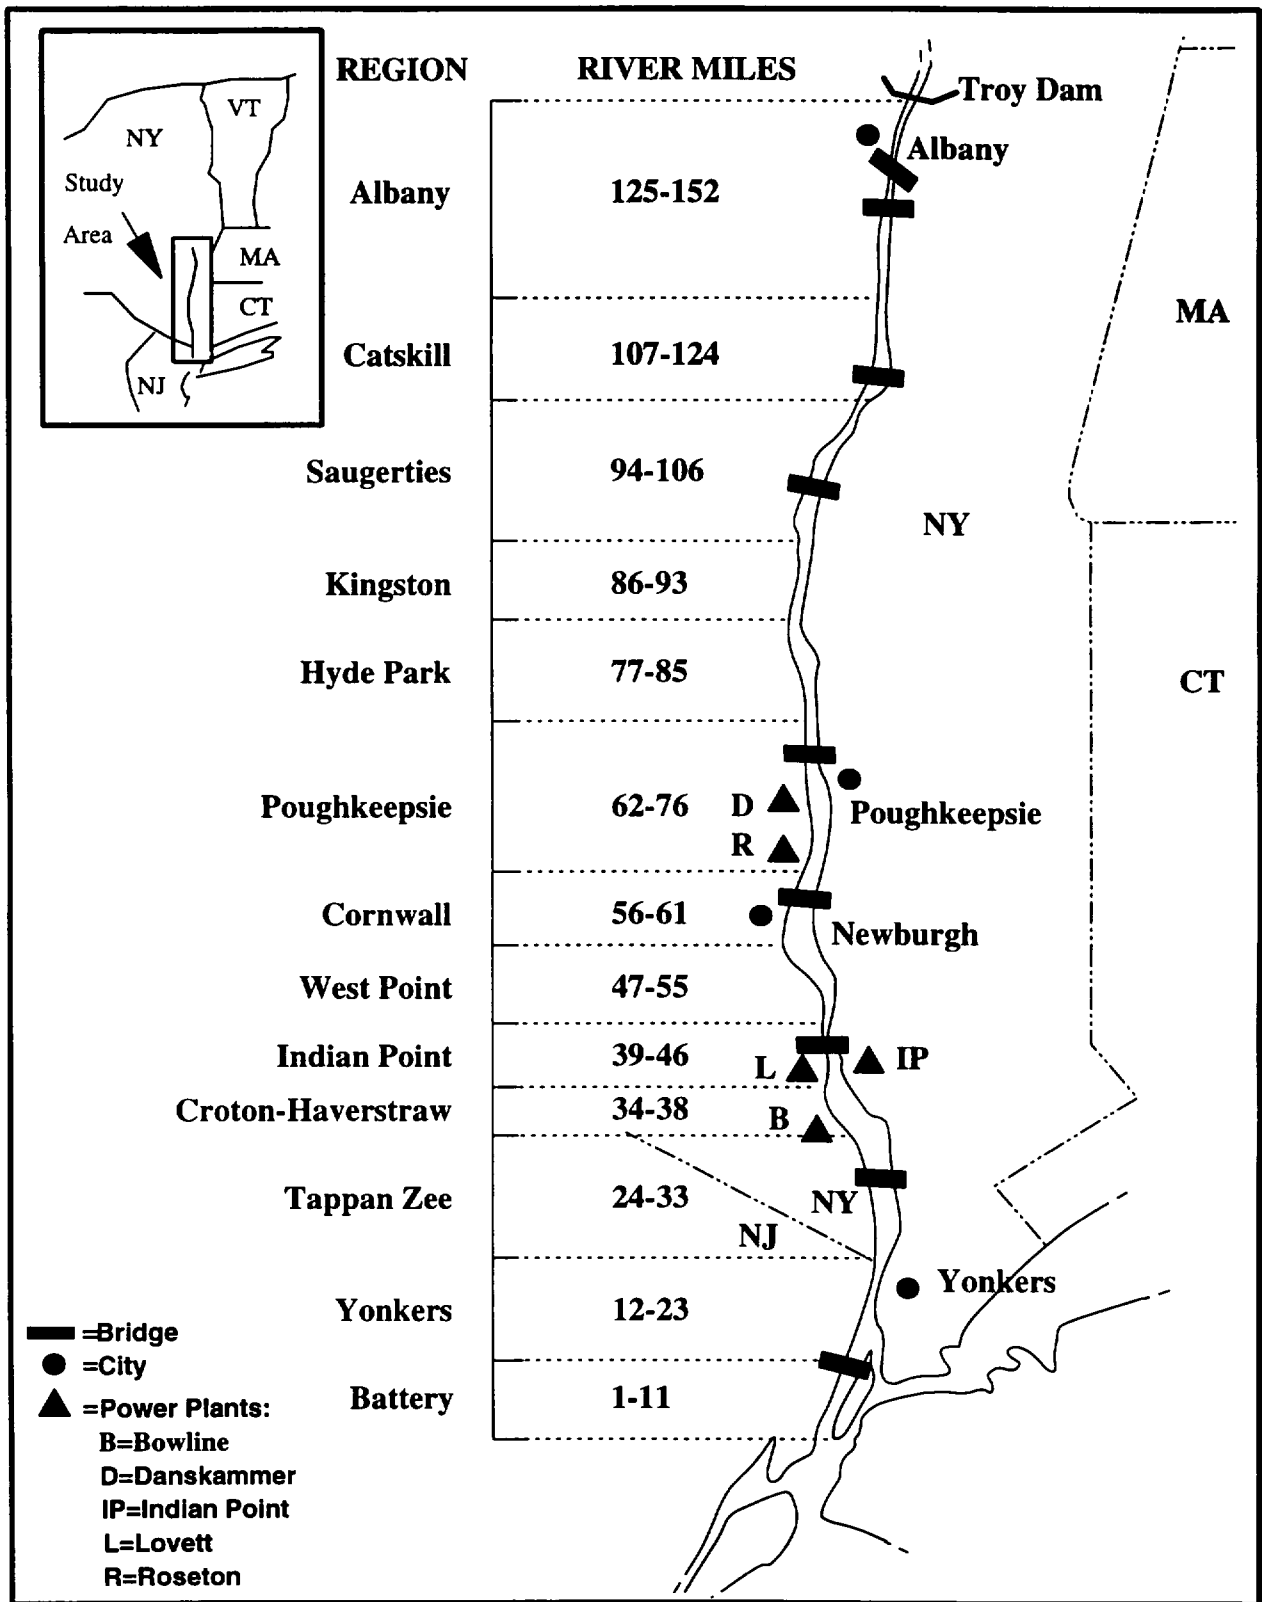 REGION RIVER MILES
Troy Dam
VT
NY
Albany
Study
Albany 125-152
Area
MA
CT
MA
Catskill 107-124
NJ
Saugerties 94-106
NY
Kingston 86-93
Hyde Park 77-85
CT
Poughkeepsie 62-76 D
Poughkeepsie
R
Cornwall 56-61
Newburgh
West Point 47-55
Indian Point 39-46 L IP
Croton-Haverstraw 34-38 B
Tappan Zee 24-33 NY
NJ
Yonkers
Yonkers 12-23
Battery 1-11
=Bridge
=City
=Power Plants:
B=Bowline
D=Danskammer
IP=Indian Point
L=Lovett
R=Roseton